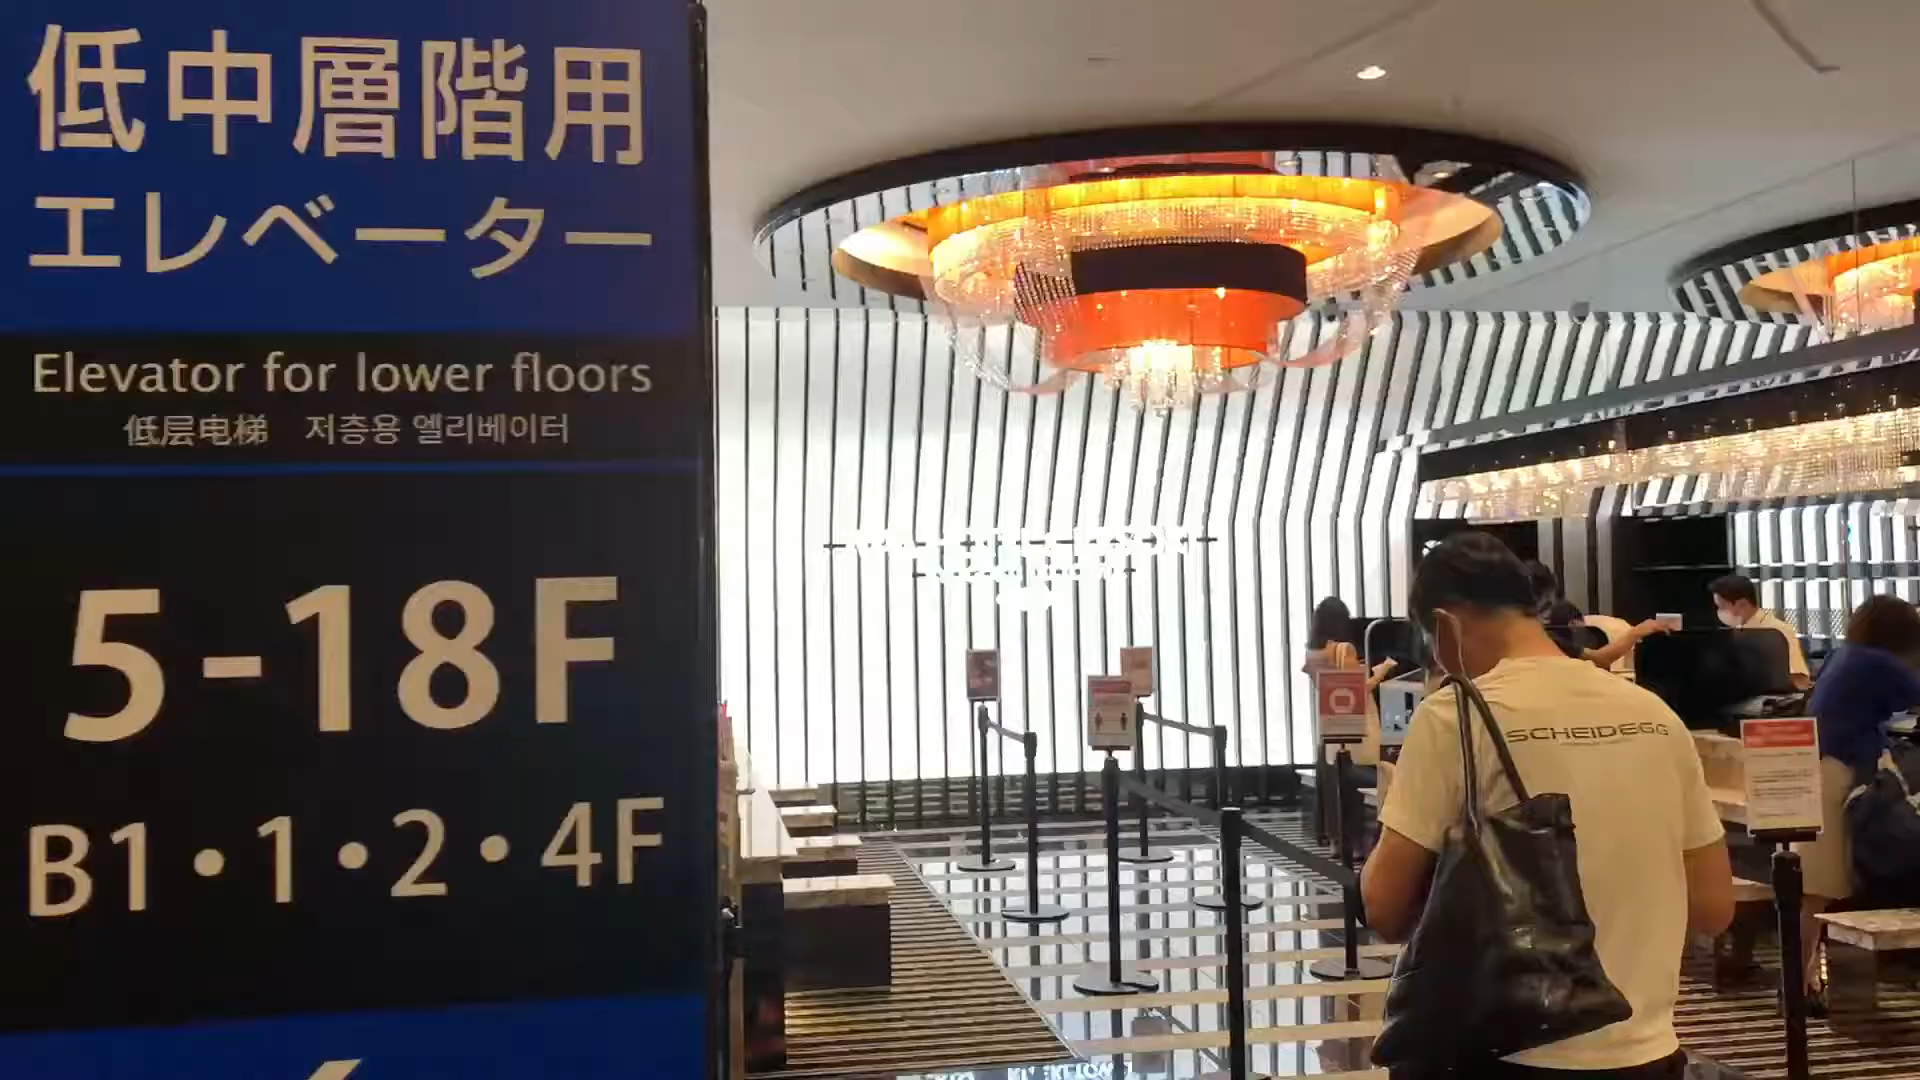 低中層階用
エレベーター
Elevator for lower floors
低层电梯 저층용 엘리베이터
5-18F
B1・1・2・4F
SCHEIDEGG